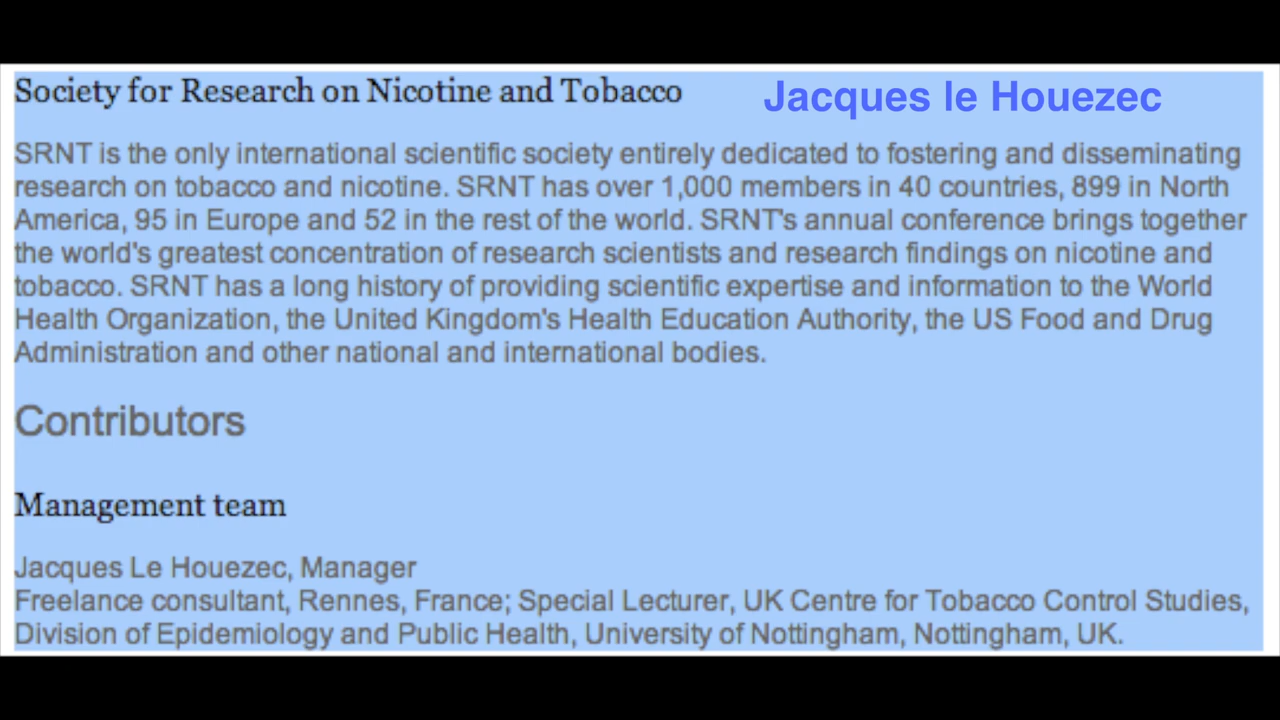 Society for Research on Nicotine and Tobacco
Jacques le Houezec
SRNT is the only international scientific society entirely dedicated to fostering and disseminating
research on tobacco and nicotine. SRNT has over 1,000 members in 40 countries, 899 in North
America, 95 in Europe and 52 in the rest of the world. SRNT's annual conference brings together
the world's greatest concentration of research scientists and research findings on nicotine and
tobacco. SRNT has a long history of providing scientific expertise and information to the World
Health Organization, the United Kingdom's Health Education Authority, the US Food and Drug
Administration and other national and international bodies.
Contributors
Management team
Jacques Le Houezec, Manager
Freelance consultant, Rennes, France; Special Lecturer, UK Centre for Tobacco Control Studies,
Division of Epidemiology and Public Health, University of Nottingham, Nottingham, UK.